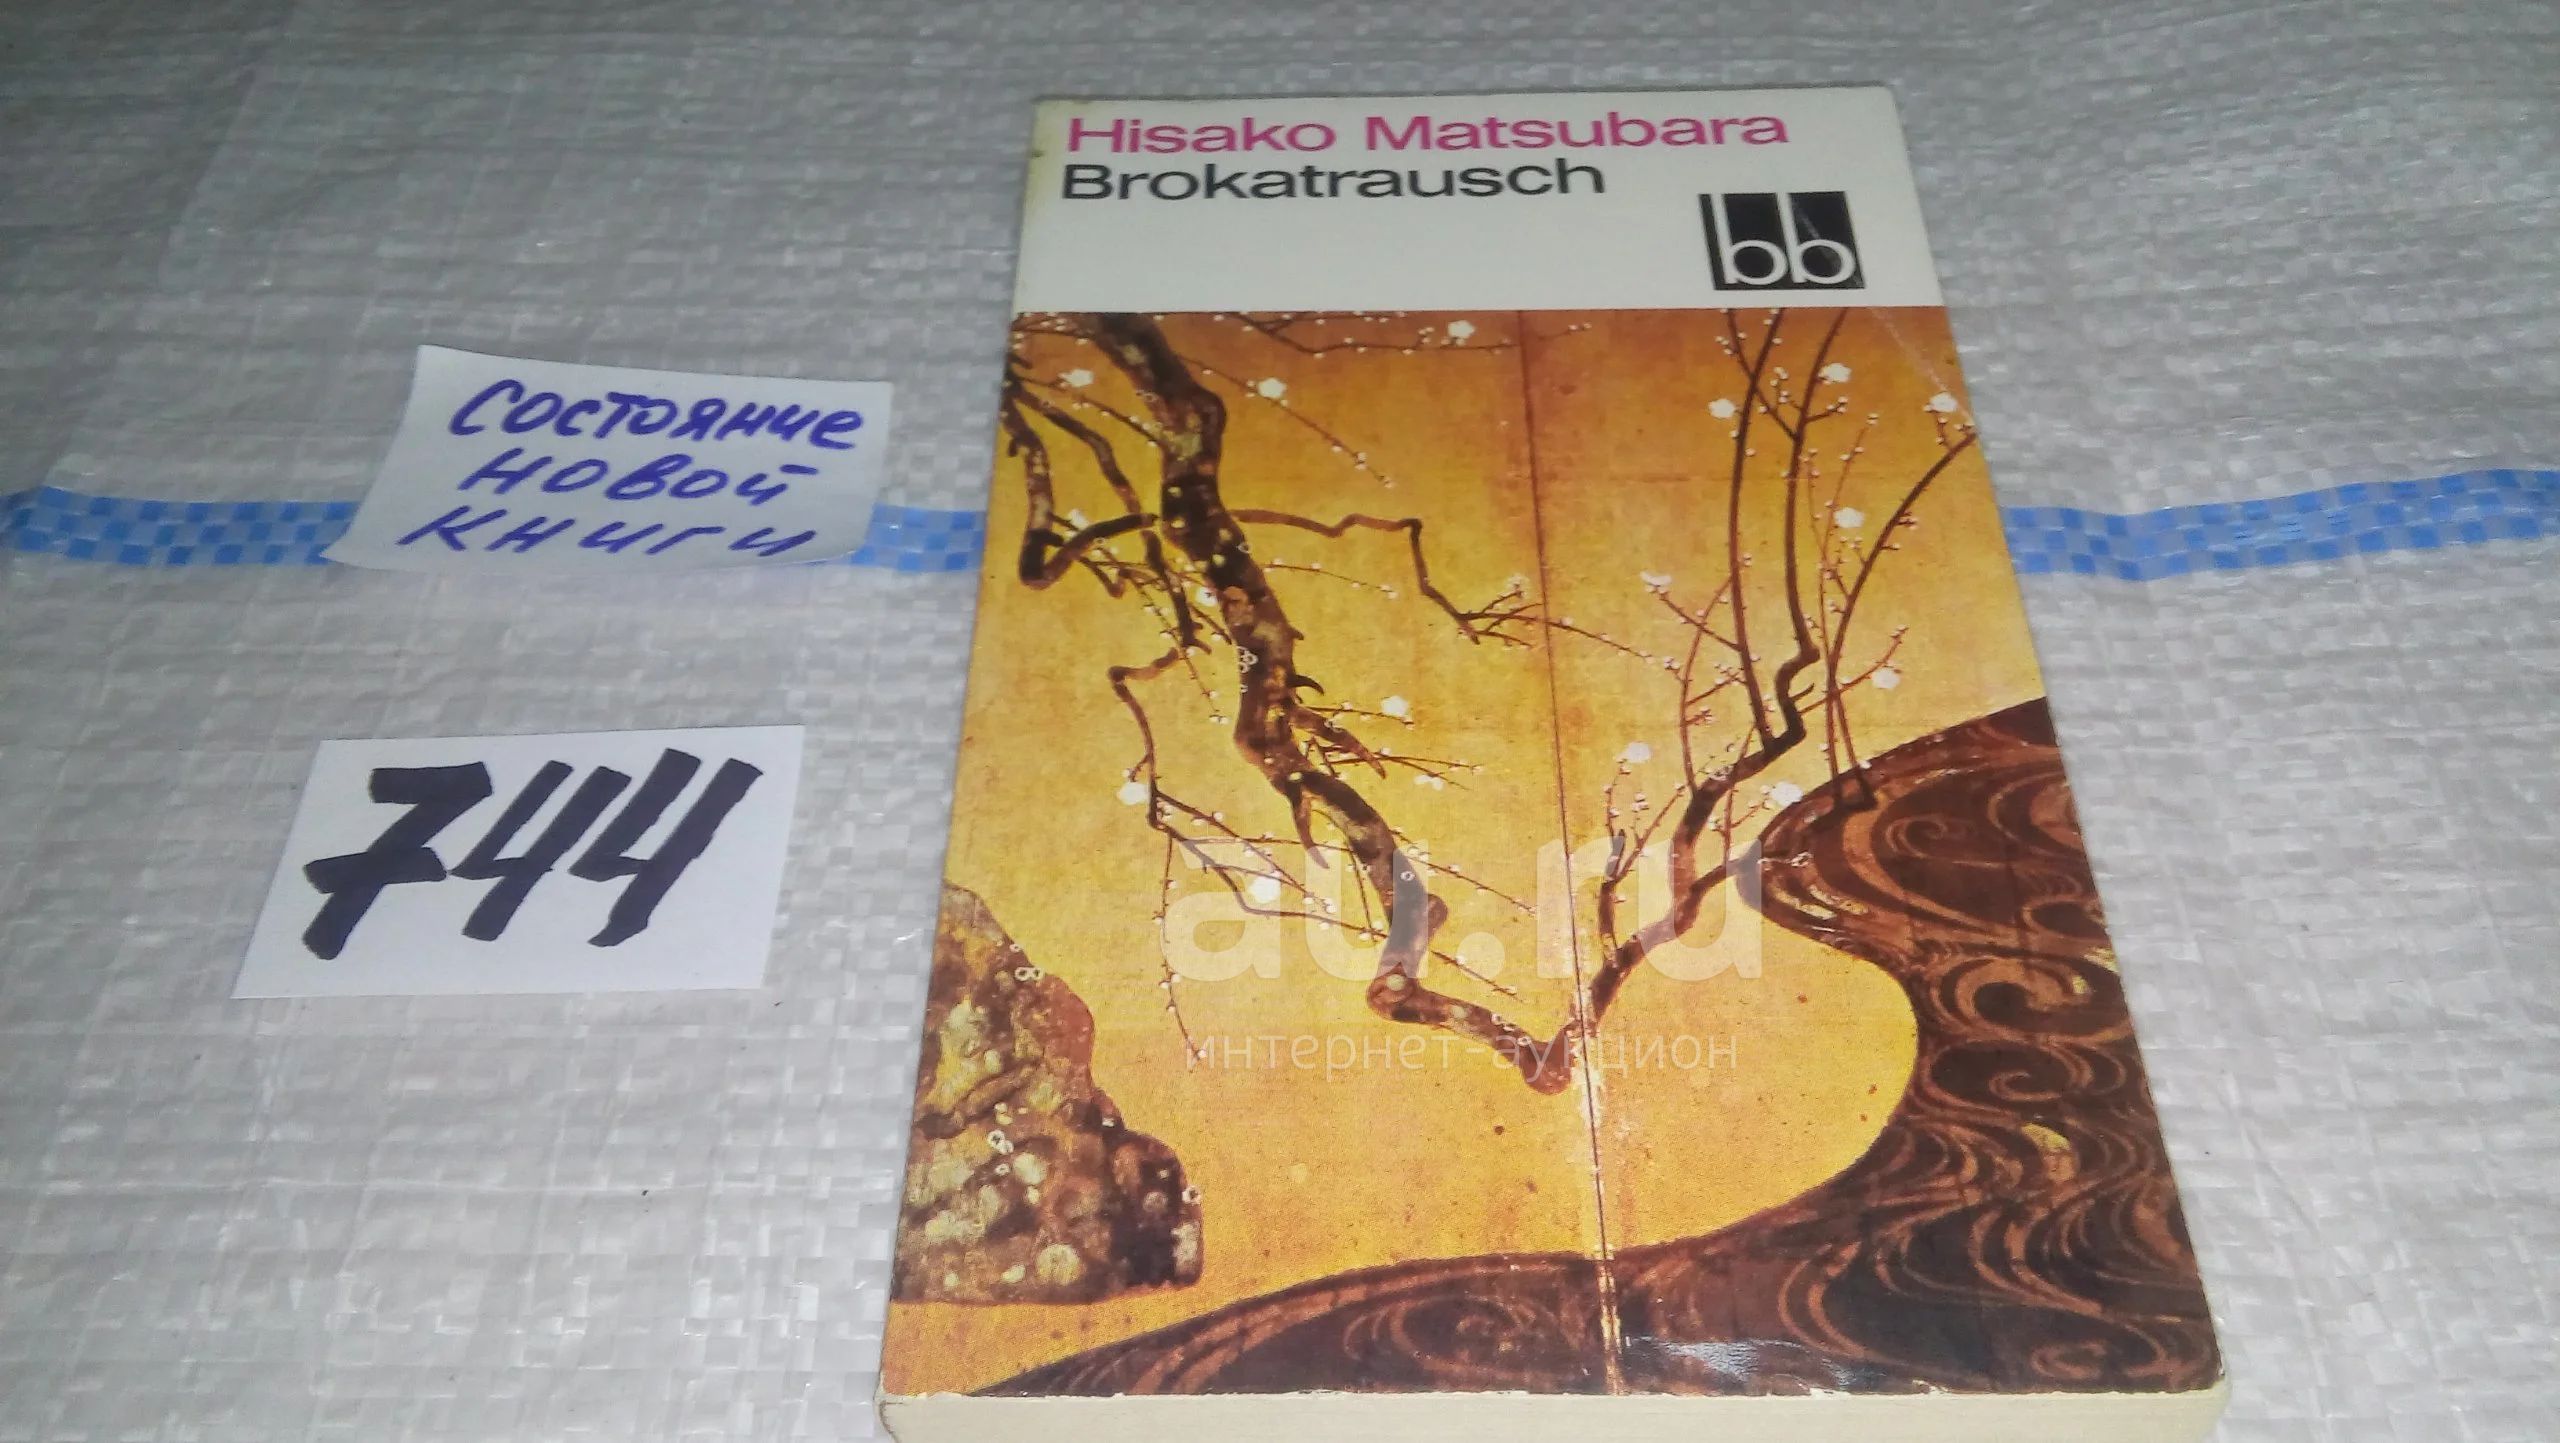 Hisako Matsubara
Brokatrausch
bb
состояние
новой
книги
744
au.ru
интернет-аукцион